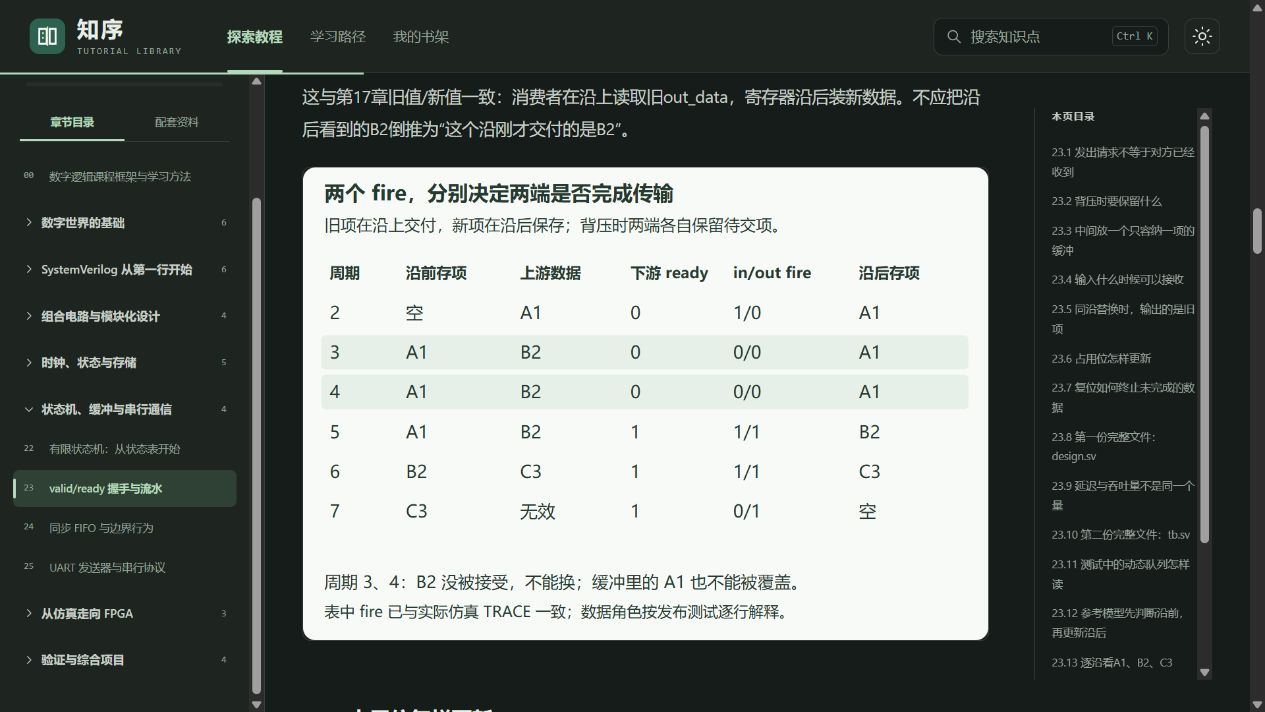 知序
TUTORIAL LIBRARY
探索教程
学习路径
我的书架
搜索知识点
Ctrl K
章节目录
配套资料
00 数字逻辑课程框架与学习方法
数字世界的基础 6
SystemVerilog 从第一行开始 6
组合电路与模块化设计 4
时钟、状态与存储 5
状态机、缓冲与串行通信 4
22 有限状态机：从状态表开始
23 valid/ready 握手与流水
24 同步 FIFO 与边界行为
25 UART 发送器与串行协议
从仿真走向 FPGA 3
验证与综合项目 4
这与第17章旧值/新值一致：消费者在沿上读取旧out_data，寄存器沿后装新数据。不应把沿
后看到的B2倒推为“这个沿刚才交付的是B2”。
两个 fire，分别决定两端是否完成传输
旧项在沿上交付，新项在沿后保存；背压时两端各自保留待交项。
周期 沿前存项 上游数据 下游 ready in/out fire 沿后存项
2 空 A1 0 1/0 A1
3 A1 B2 0 0/0 A1
4 A1 B2 0 0/0 A1
5 A1 B2 1 1/1 B2
6 B2 C3 1 1/1 C3
7 C3 无效 1 0/1 空
周期 3、4：B2 没被接受，不能换；缓冲里的 A1 也不能被覆盖。
表中 fire 已与实际仿真 TRACE 一致；数据角色按发布测试逐行解释。
本页目录
23.1 发出请求不等于对方已经
收到
23.2 背压时要保留什么
23.3 中间放一个只容纳一项的
缓冲
23.4 输入什么时候可以接收
23.5 同沿替换时，输出的是旧
项
23.6 占用位怎样更新
23.7 复位如何终止未完成的数
据
23.8 第一份完整文件：
design.sv
23.9 延迟与吞吐量不是同一个
量
23.10 第二份完整文件：tb.sv
23.11 测试中的动态队列怎样
读
23.12 参考模型先判断沿前，
再更新沿后
23.13 逐沿看A1、B2、C3